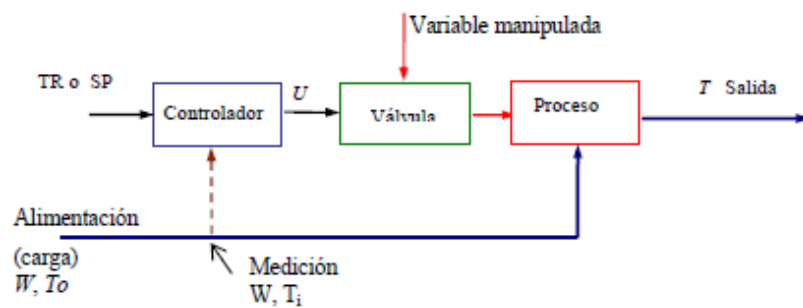 Variable manipulada
TR o SP
Controlador
U
Válvula
Proceso
T Salida
Alimentación
(carga)
W, To
Medición
W, Ti